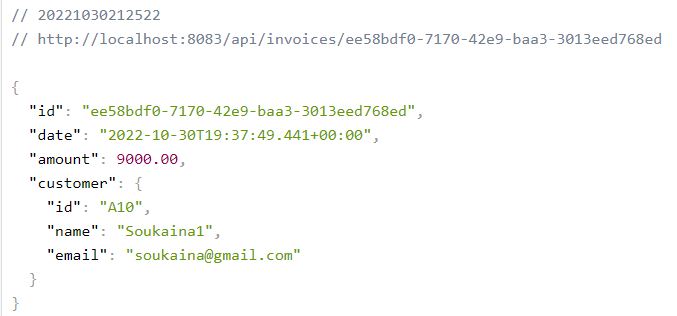 // 20221030212522
// http://localhost:8083/api/invoices/ee58bdf0-7170-42e9-baa3-3013eed768ed
{
"id": "ee58bdf0-7170-42e9-baa3-3013eed768ed",
"date": "2022-10-30T19:37:49.441+00:00",
"amount": 9000.00,
"customer": {
"id": "A10",
"name": "Soukaina1",
"email": "soukaina@gmail.com"
}
}